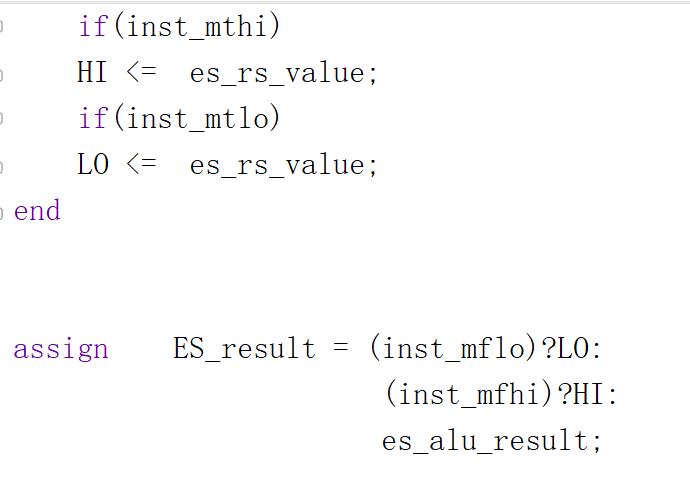 if(inst_mthi)
HI <=  es_rs_value;
if(inst_mtlo)
LO <=  es_rs_value;
end
assign    ES_result = (inst_mflo)?LO:
(inst_mfhi)?HI:
es_alu_result;